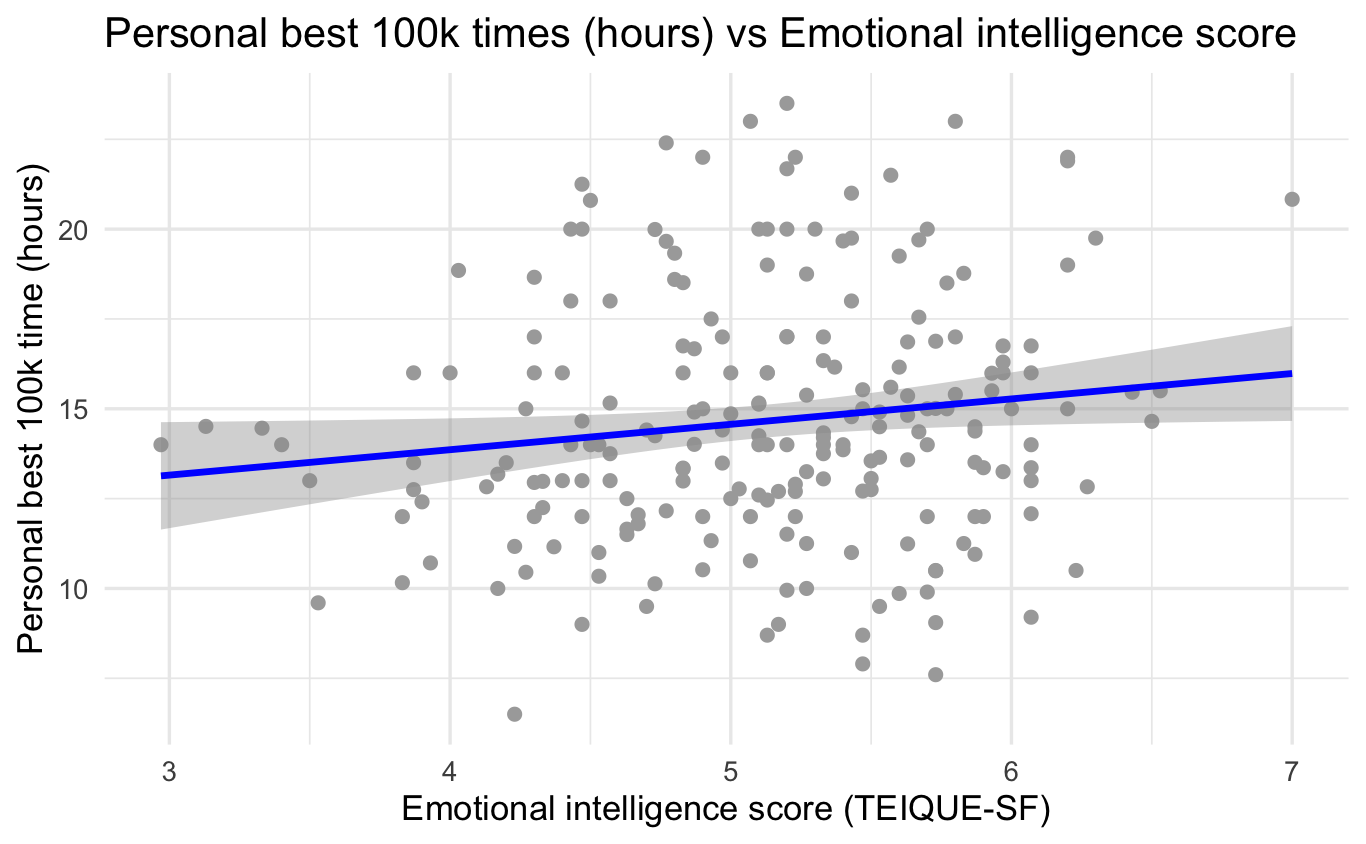 Personal best 100k times (hours) vs Emotional intelligence score
Personal best 100k time (hours)
20
15
10
3 4 5 6 7
Emotional intelligence score (TEIQUE-SF)